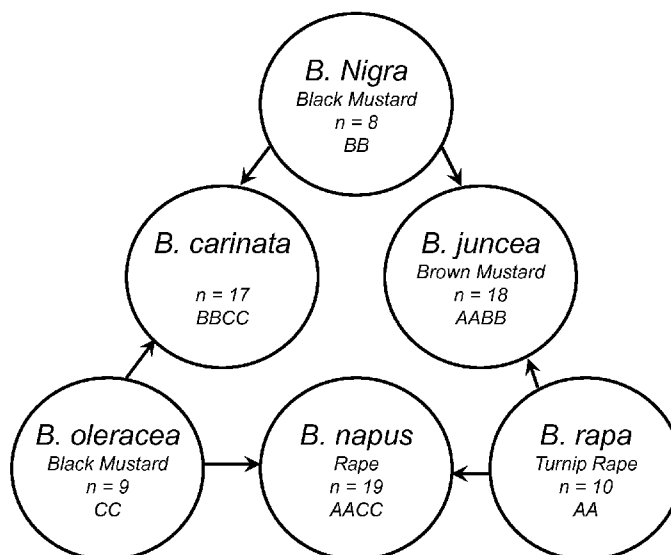 B. Nigra
Black Mustard
n = 8
BB
B. carinata
n = 17
BBCC
B. juncea
Brown Mustard
n = 18
AABB
B. oleracea
Black Mustard
n = 9
CC
B. napus
Rape
n = 19
AACC
B. rapa
Turnip Rape
n = 10
AA